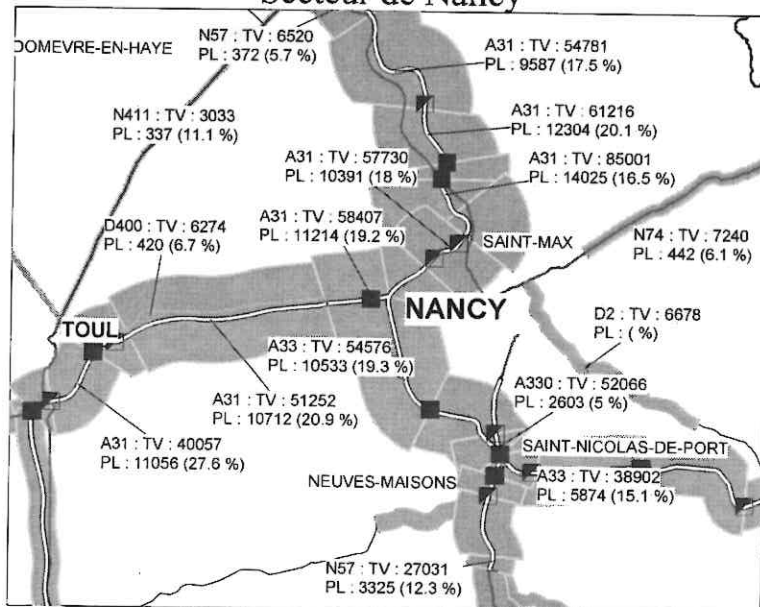 Secteur de Nancy
DOMEVRE-EN-HAYE
N57 : TV : 6520
PL : 372 (5.7 %)
A31 : TV : 54781
PL : 9587 (17.5 %)
N411 : TV : 3033
PL : 337 (11.1 %)
A31 : TV : 61216
PL : 12304 (20.1 %)
A31 : TV : 57730
PL : 10391 (18 %)
A31 : TV : 85001
PL : 14025 (16.5 %)
D400 : TV : 6274
PL : 420 (6.7 %)
A31 : TV : 58407
PL : 11214 (19.2 %)
SAINT-MAX
N74 : TV : 7240
PL : 442 (6.1 %)
NANCY
TOUL
D2 : TV : 6678
PL : ( %)
A33 : TV : 54576
PL : 10533 (19.3 %)
A31 : TV : 51252
PL : 10712 (20.9 %)
A330 : TV : 52066
PL : 2603 (5 %)
A31 : TV : 40057
PL : 11056 (27.6 %)
SAINT-NICOLAS-DE-PORT
NEUVES-MAISONS
A33 : TV : 38902
PL : 5874 (15.1 %)
N57 : TV : 27031
PL : 3325 (12.3 %)